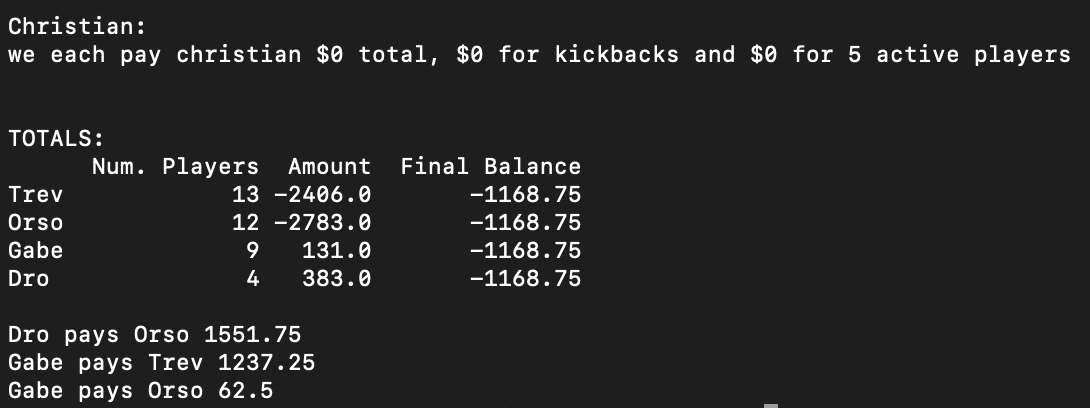 Christian:
we each pay christian $0 total, $0 for kickbacks and $0 for 5 active players
TOTALS:
Num. Players Amount Final Balance
Trev 13 -2406.0 -1168.75
Orso 12 -2783.0 -1168.75
Gabe 9 131.0 -1168.75
Dro 4 383.0 -1168.75
Dro pays Orso 1551.75
Gabe pays Trev 1237.25
Gabe pays Orso 62.5